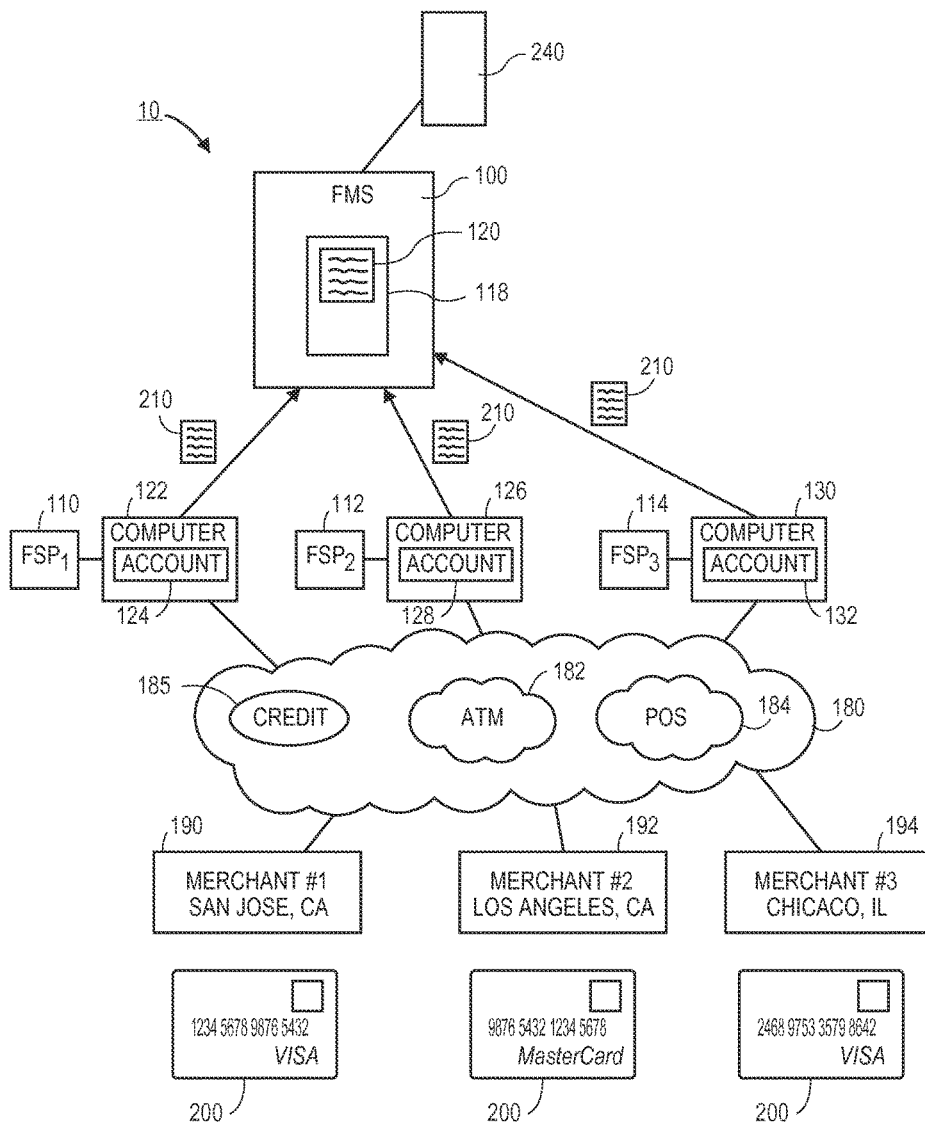 240
10
100
FMS
120
118
210
210
210
110
122
112
126
114
130
FSP1
COMPUTER
ACCOUNT
FSP2
COMPUTER
ACCOUNT
FSP3
COMPUTER
ACCOUNT
124
128
132
185
182
CREDIT
ATM
POS
184
180
190
192
194
MERCHANT #1
SAN JOSE, CA
MERCHANT #2
LOS ANGELES, CA
MERCHANT #3
CHICACO, IL
1234 5678 9876 5432
VISA
9876 5432 1234 5678
MasterCard
2468 9753 3579 8642
VISA
200
200
200